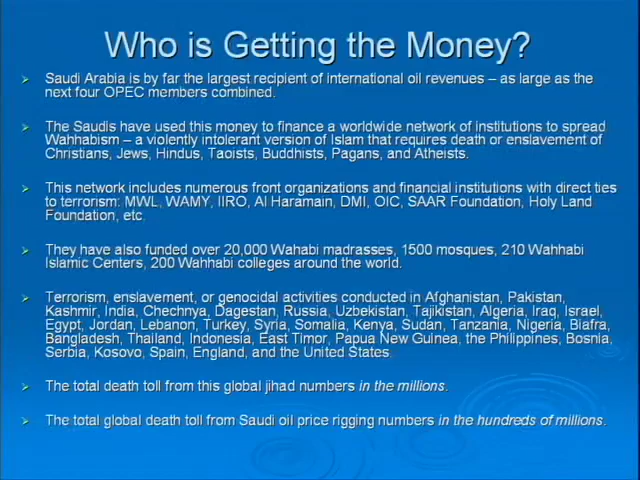 Who is Getting the Money?
Saudi Arabia is by far the largest recipient of international oil revenues – as large as the
next four OPEC members combined.
The Saudis have used this money to finance a worldwide network of institutions to spread
Wahhabism – a violently intolerant version of Islam that requires death or enslavement of
Christians, Jews, Hindus, Taoists, Buddhists, Pagans, and Atheists.
This network includes numerous front organizations and financial institutions with direct ties
to terrorism: MWL, WAMY, IIRO, Al Haramain, DMI, OIC, SAAR Foundation, Holy Land
Foundation, etc.
They have also funded over 20,000 Wahabi madrasses, 1500 mosques, 210 Wahhabi
Islamic Centers, 200 Wahhabi colleges around the world.
Terrorism, enslavement, or genocidal activities conducted in Afghanistan, Pakistan,
Kashmir, India, Chechnya, Dagestan, Russia, Uzbekistan, Tajikistan, Algeria, Iraq, Israel,
Egypt, Jordan, Lebanon, Turkey, Syria, Somalia, Kenya, Sudan, Tanzania, Nigeria, Biafra,
Bangladesh, Thailand, Indonesia, East Timor, Papua New Guinea, the Philippines, Bosnia,
Serbia, Kosovo, Spain, England, and the United States.
The total death toll from this global jihad numbers in the millions.
The total global death toll from Saudi oil price rigging numbers in the hundreds of millions.